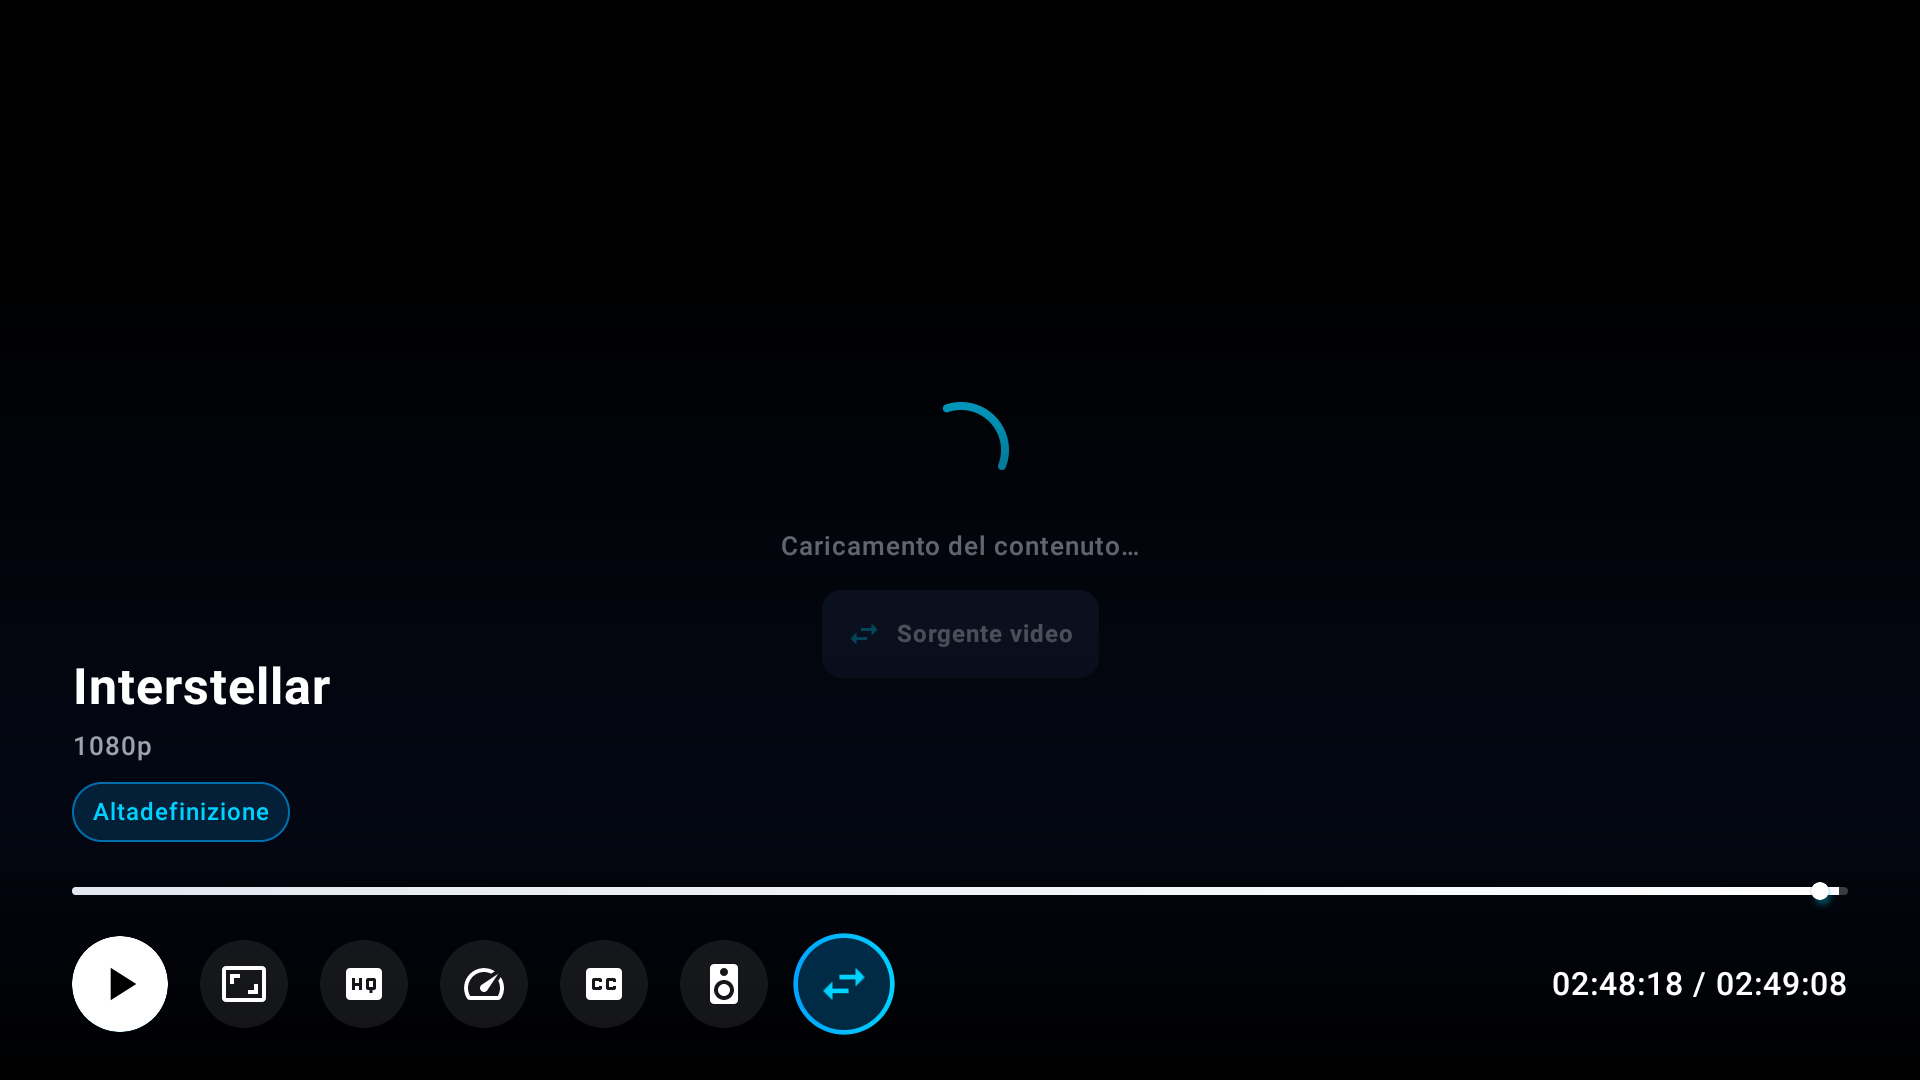 Caricamento del contenuto…
Sorgente video
Interstellar
1080p
Altadefinizione
HQ
CC
02:48:18 / 02:49:08